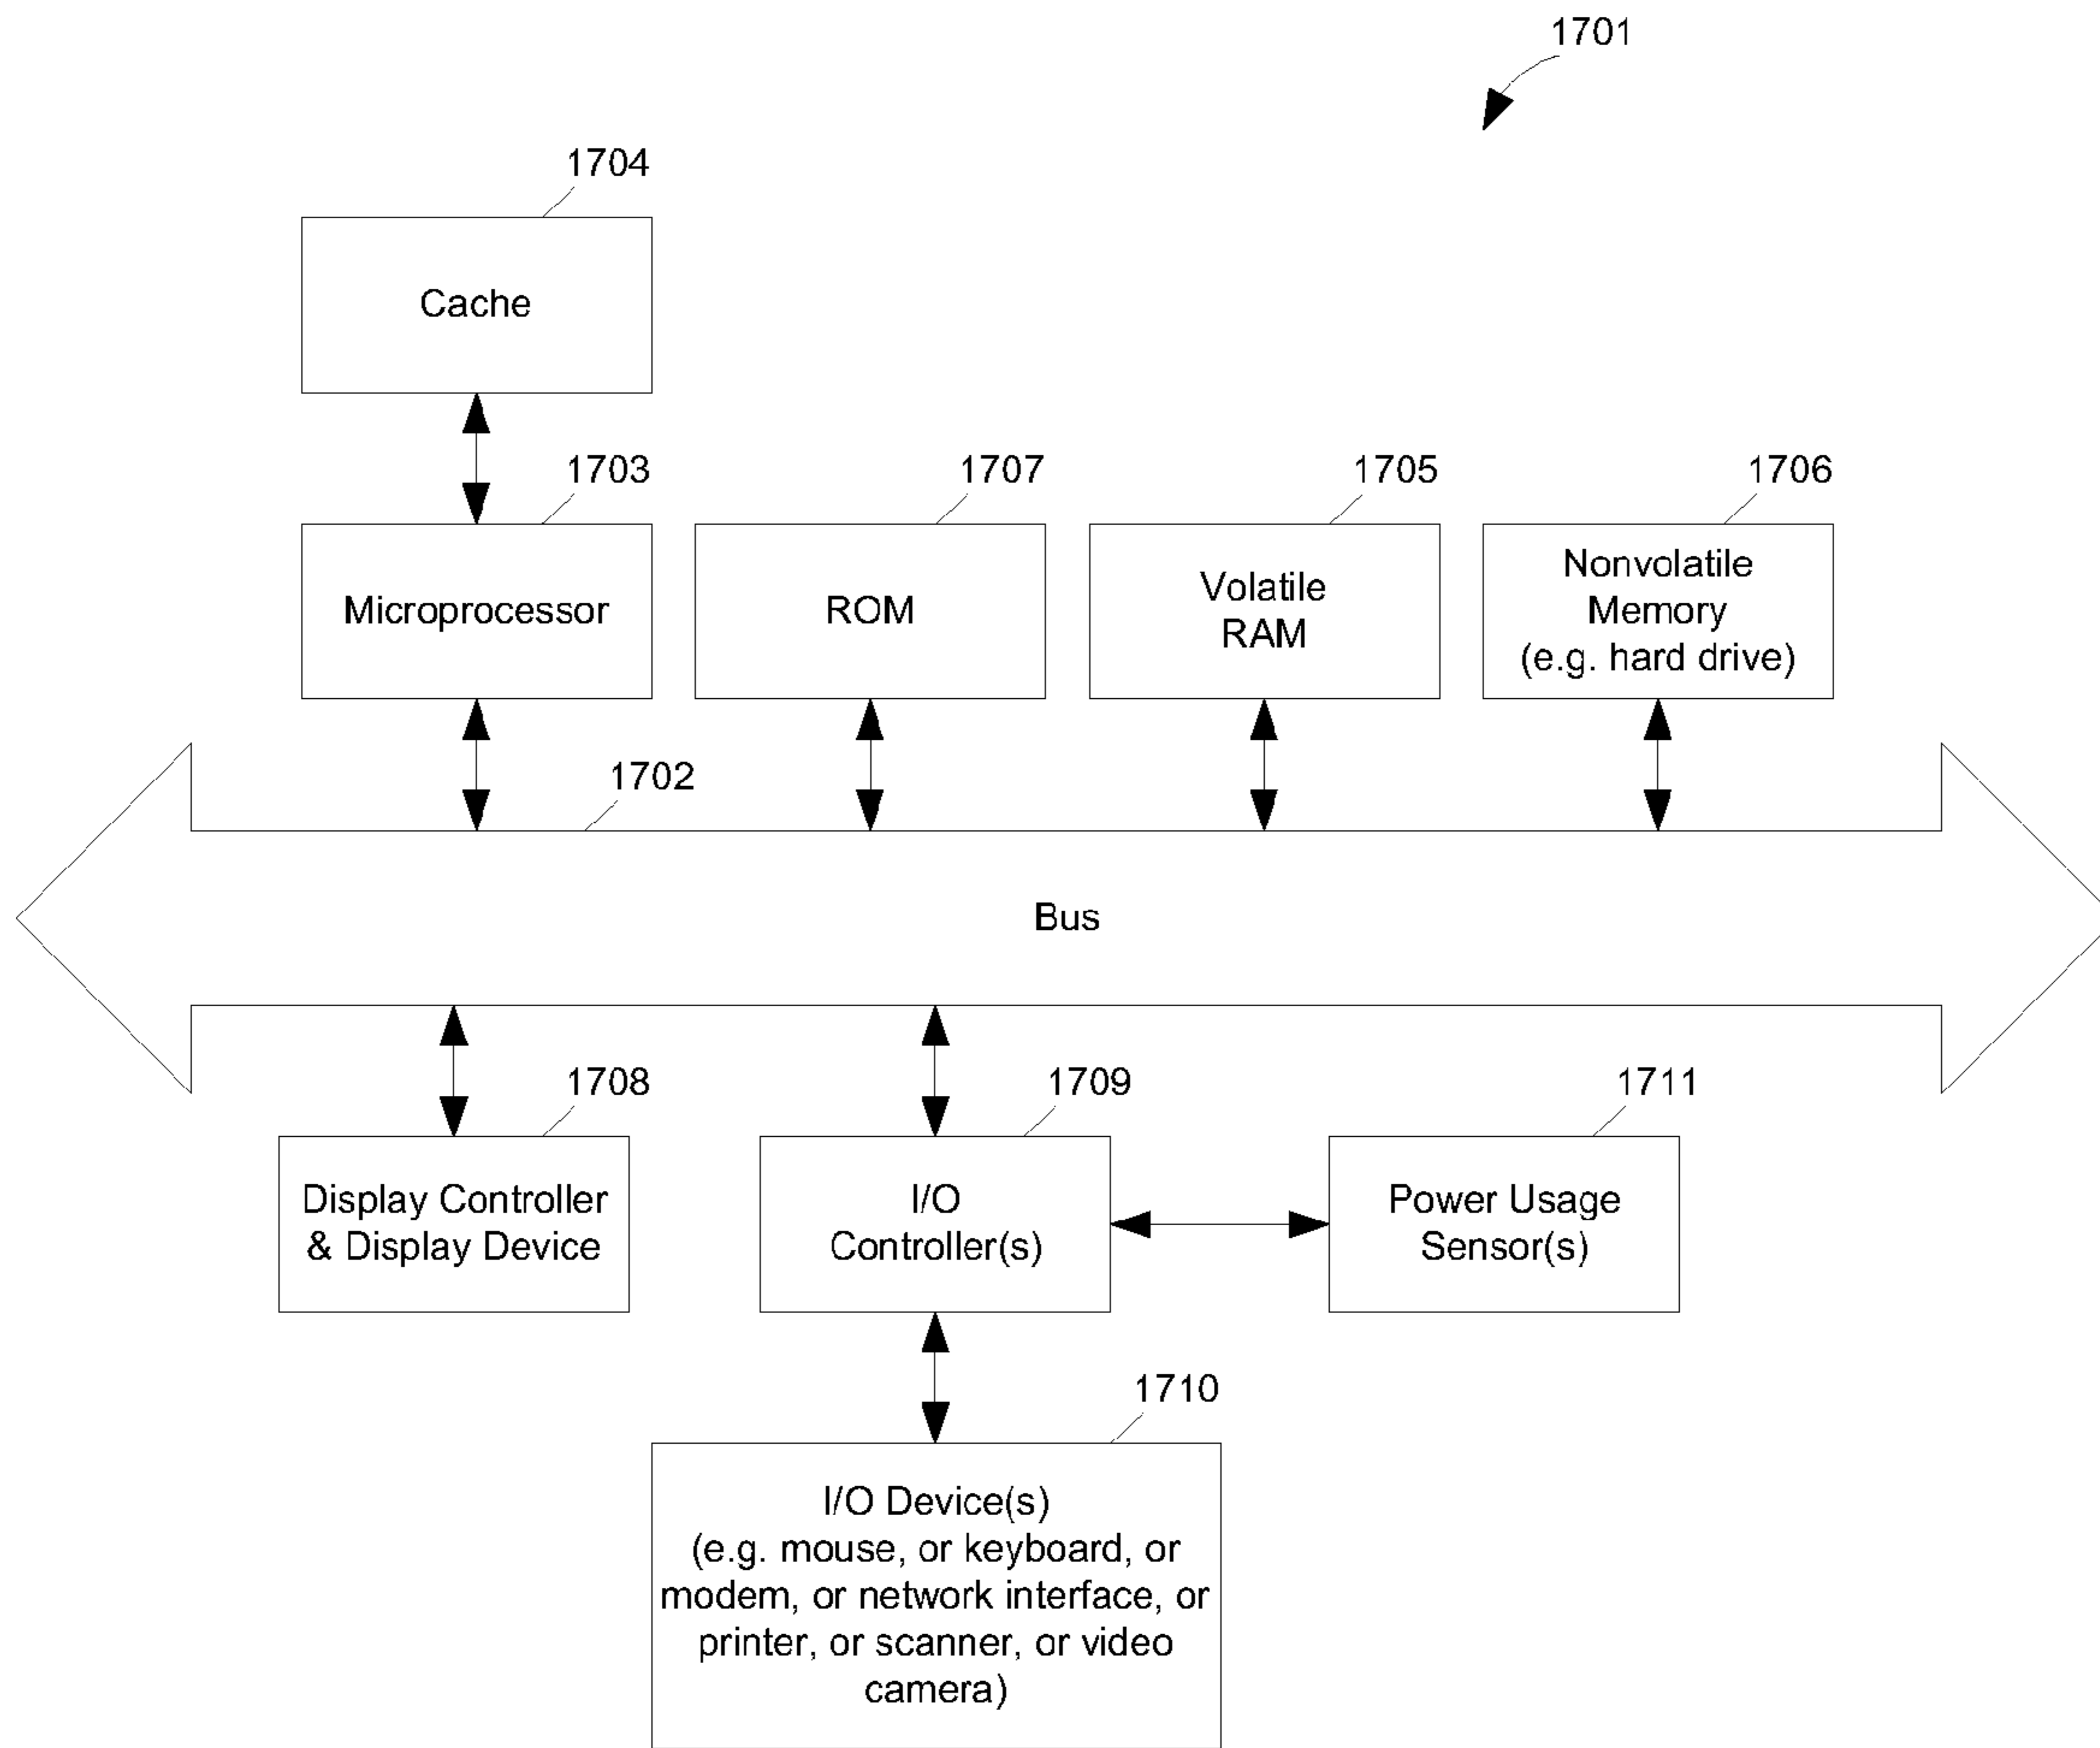 1701
1704
Cache
1703
1707
1705
1706
Microprocessor
ROM
Volatile
RAM
Nonvolatile
Memory
(e.g. hard drive)
1702
Bus
1708
1709
1711
Display Controller
& Display Device
I/O
Controller(s)
Power Usage
Sensor(s)
1710
I/O Device(s)
(e.g. mouse, or keyboard, or
modem, or network interface, or
printer, or scanner, or video
camera)